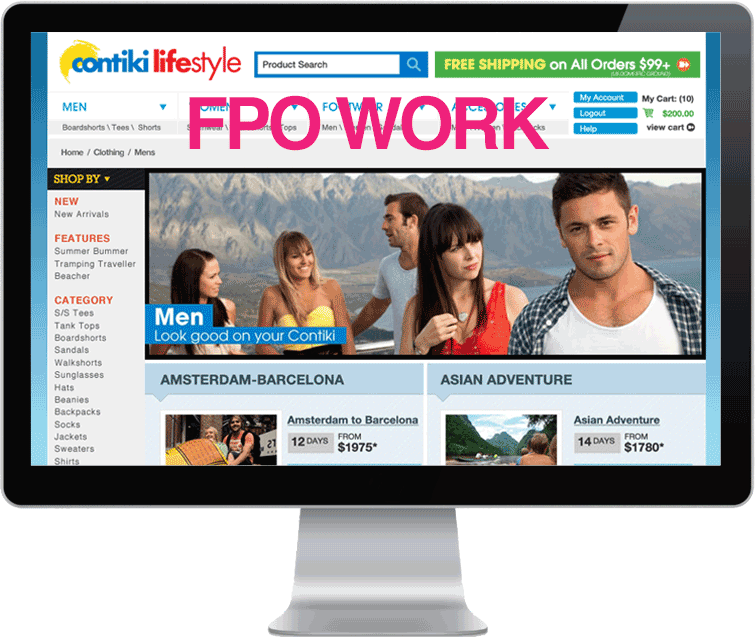 contiki lifestyle
Product Search
FREE SHIPPING on All Orders $99+
MEN
FOOTWEAR
ACCESSORIES
FPO WORK
My Account
My Cart: (10)
Logout
$200.00
Help
view cart
Boardshorts \ Tees \ Shorts
Tops
Men \
Home / Clothing / Mens
SHOP BY
NEW
New Arrivals
FEATURES
Summer Bummer
Tramping Traveller
Beacher
CATEGORY
S/S Tees
Tank Tops
Boardshorts
Sandals
Walkshorts
Sunglasses
Hats
Beanies
Backpacks
Socks
Jackets
Sweaters
Shirts
Men
Look good on your Contiki
AMSTERDAM-BARCELONA
Amsterdam to Barcelona
12 DAYS
FROM
$1975*
ASIAN ADVENTURE
Asian Adventure
14 DAYS
FROM
$1780*